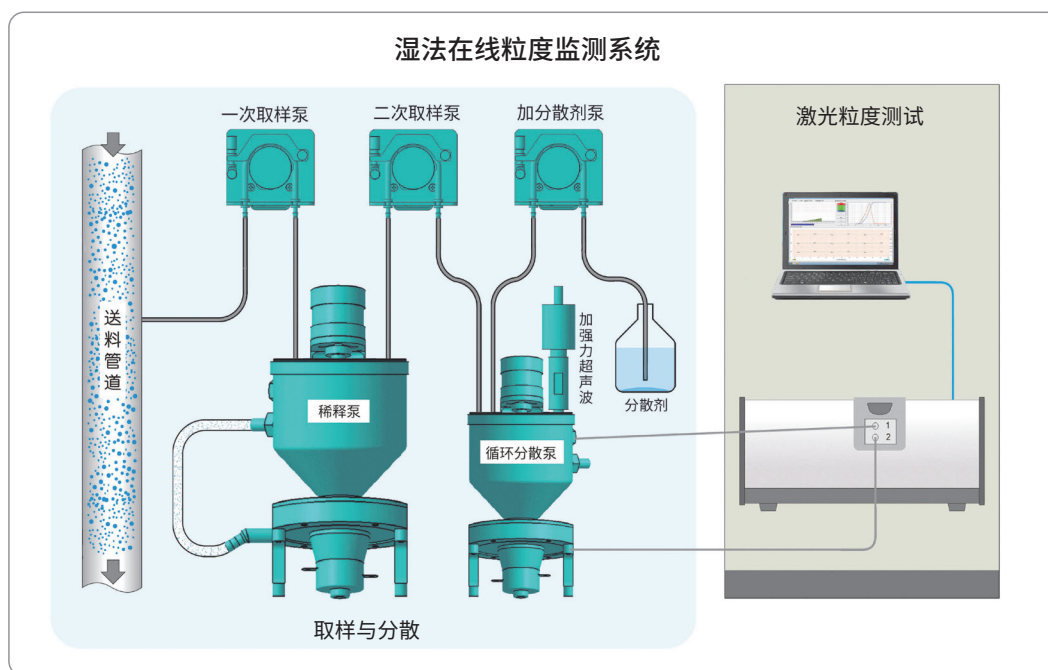 湿法在线粒度监测系统
一次取样泵
二次取样泵
加分散剂泵
激光粒度测试
送料管道
加强力超声波
分散剂
稀释泵
循环分散泵
1
2
取样与分散